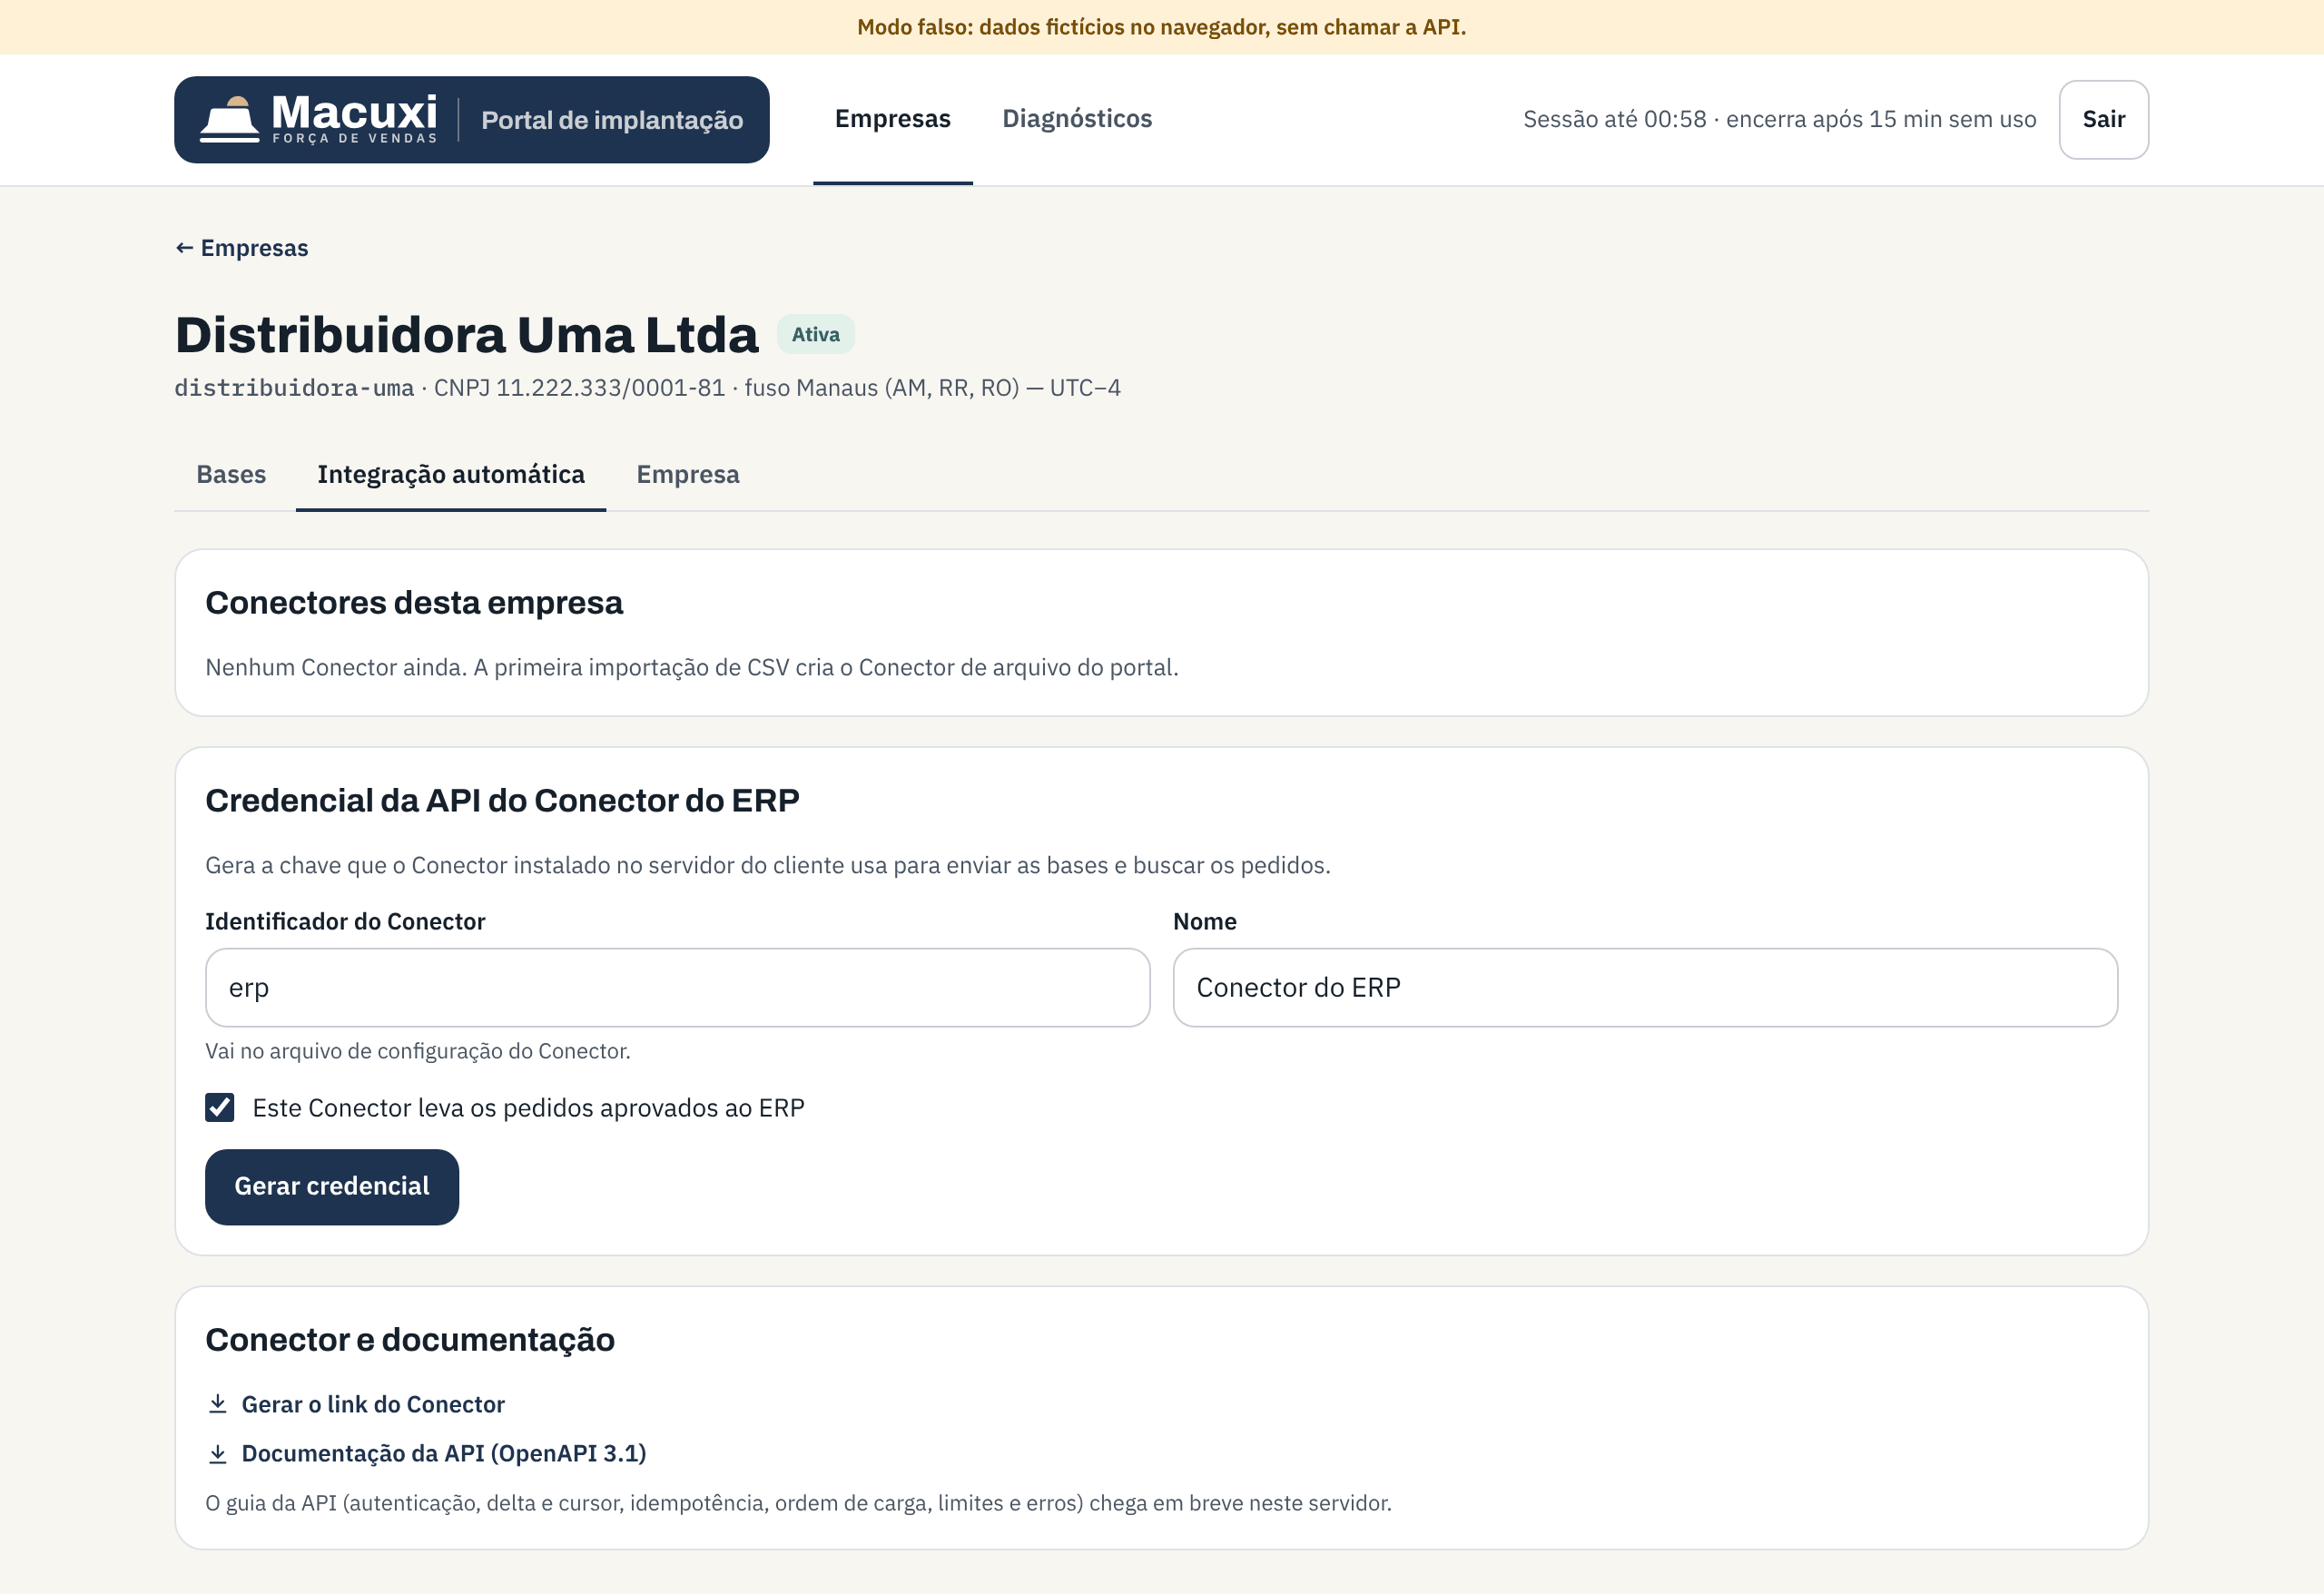 Modo falso: dados fictícios no navegador, sem chamar a API.
Macuxi
FORÇA DE VENDAS
Portal de implantação
Empresas
Diagnósticos
Sessão até 00:58 · encerra após 15 min sem uso
Sair
← Empresas
Distribuidora Uma Ltda
Ativa
distribuidora-uma · CNPJ 11.222.333/0001-81 · fuso Manaus (AM, RR, RO) — UTC−4
Bases
Integração automática
Empresa
Conectores desta empresa
Nenhum Conector ainda. A primeira importação de CSV cria o Conector de arquivo do portal.
Credencial da API do Conector do ERP
Gera a chave que o Conector instalado no servidor do cliente usa para enviar as bases e buscar os pedidos.
Identificador do Conector
Nome
erp
Conector do ERP
Vai no arquivo de configuração do Conector.
Este Conector leva os pedidos aprovados ao ERP
Gerar credencial
Conector e documentação
Gerar o link do Conector
Documentação da API (OpenAPI 3.1)
O guia da API (autenticação, delta e cursor, idempotência, ordem de carga, limites e erros) chega em breve neste servidor.